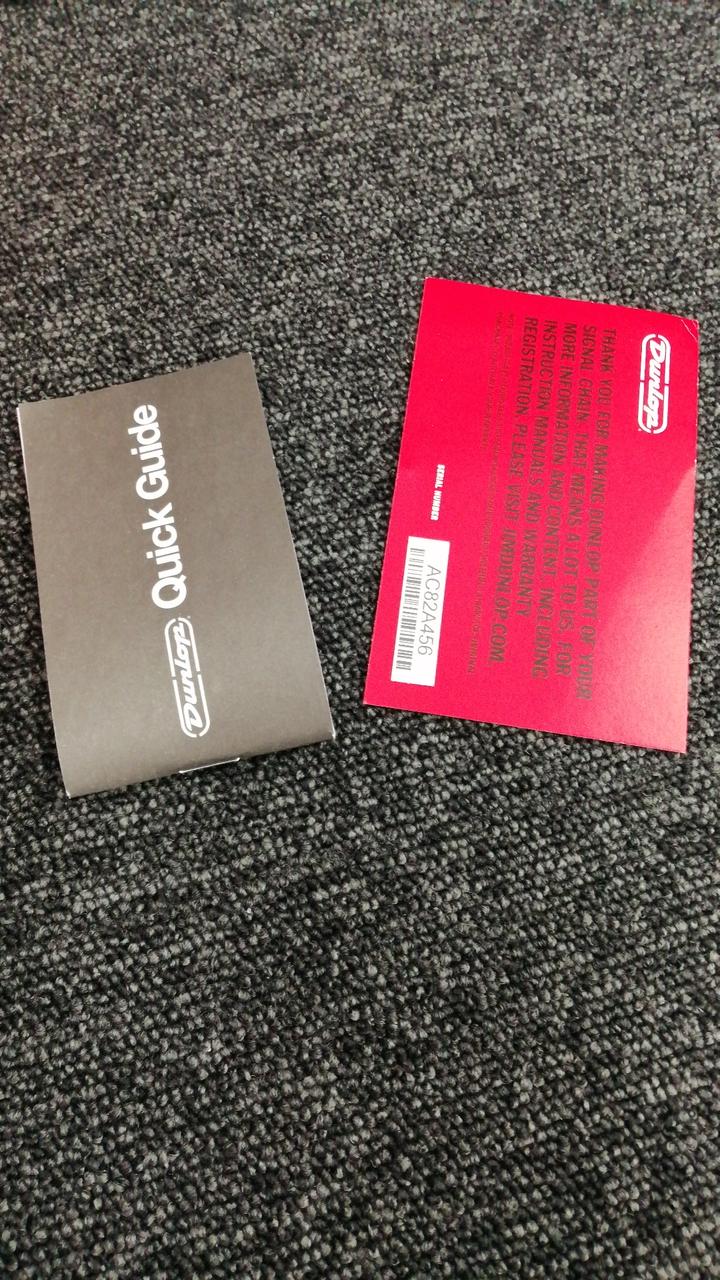 Dunlop
Quick Guide
Dunlop
THANK YOU FOR MAKING DUNLOP PART OF YOUR
SIGNAL CHAIN. THAT MEANS A LOT TO US. FOR
MORE INFORMATION AND CONTENT, INCLUDING
INSTRUCTION MANUALS AND WARRANTY
REGISTRATION, PLEASE VISIT JIMDUNLOP.COM.
SERIAL NUMBER
AC82A456